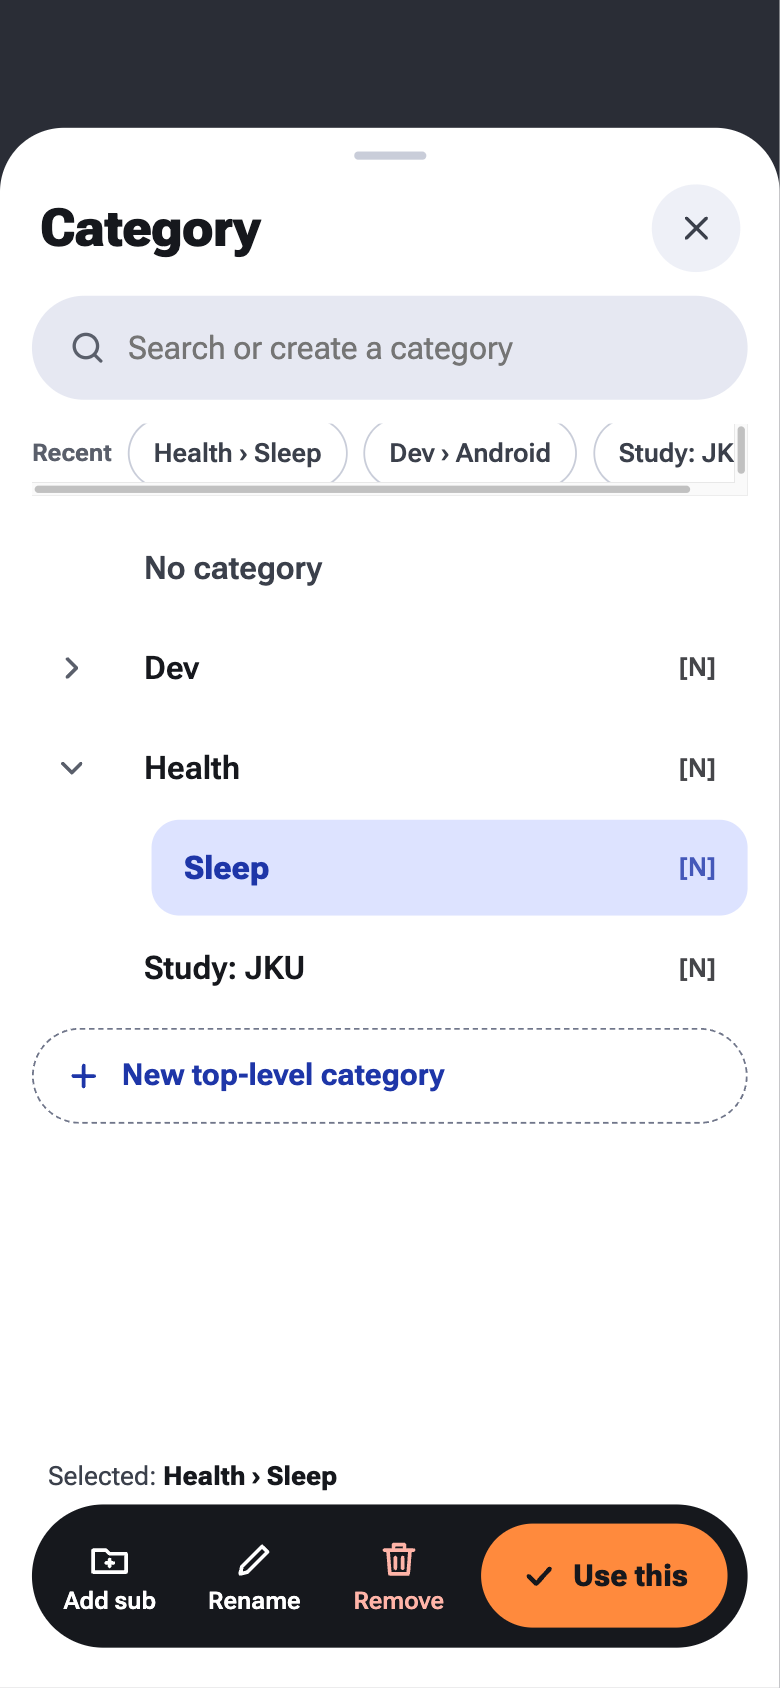 Category
Search or create a category
Recent Health › Sleep Dev › Android Study: JK
No category
Dev [N]
Health [N]
Sleep [N]
Study: JKU [N]
New top-level category
Selected: Health › Sleep
Add sub Rename Remove Use this